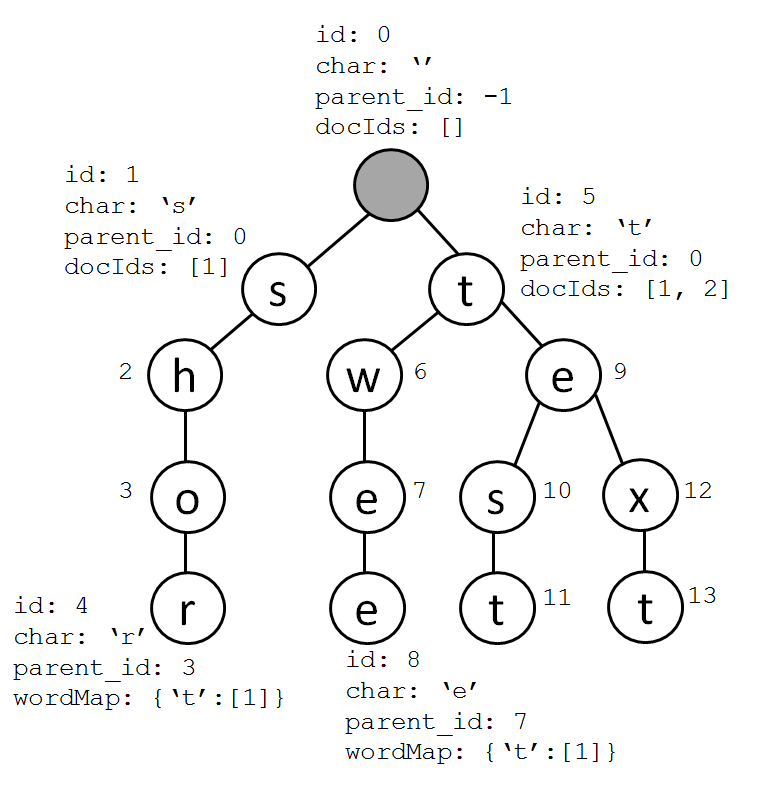 id: 0
char: ‘’
parent_id: -1
docIds: []
id: 1
char: ‘s’
parent_id: 0
docIds: [1]
id: 5
char: ‘t’
parent_id: 0
docIds: [1, 2]
s
t
2
h
w
6
e
9
3
o
e
7
s
10
x
12
r
e
t
11
t
13
id: 4
char: ‘r’
parent_id: 3
wordMap: {‘t’:[1]}
id: 8
char: ‘e’
parent_id: 7
wordMap: {‘t’:[1]}